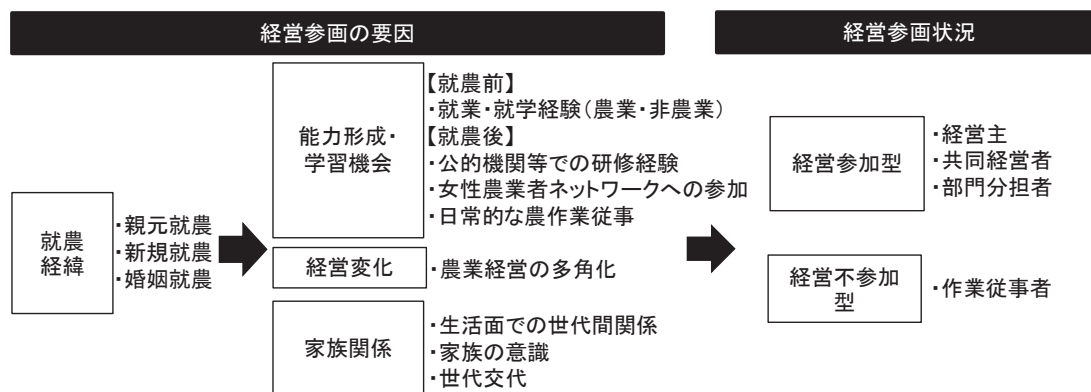 経営参画の要因
経営参画状況
就農
経緯
・親元就農
・新規就農
・婚姻就農
能力形成・
学習機会
【就農前】
・就業・就学経験(農業・非農業)
【就農後】
・公的機関等での研修経験
・女性農業者ネットワークへの参加
・日常的な農作業従事
経営変化
・農業経営の多角化
家族関係
・生活面での世代間関係
・家族の意識
・世代交代
経営参加型
・経営主
・共同経営者
・部門分担者
経営不参加
型
・作業従事者